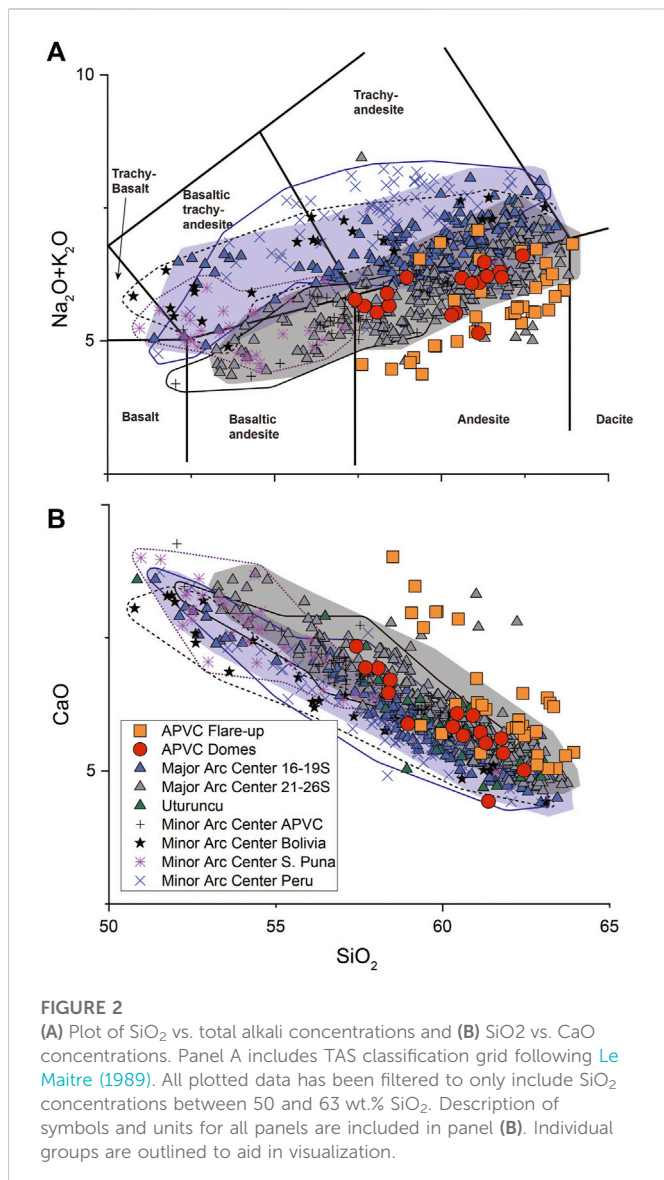 A
10
Trachy-
andesite
Trachy-
Basalt
Basaltic
trachy-
andesite
Na₂O+K₂O
5
Basalt
Basaltic
andesite
Andesite
Dacite
B
CaO
5
APVC Flare-up
APVC Domes
Major Arc Center 16-19S
Major Arc Center 21-26S
Uturuncu
Minor Arc Center APVC
Minor Arc Center Bolivia
Minor Arc Center S. Puna
Minor Arc Center Peru
50
55
60
65
SiO₂
FIGURE 2
(A) Plot of SiO₂ vs. total alkali concentrations and (B) SiO2 vs. CaO
concentrations. Panel A includes TAS classification grid following Le
Maitre (1989). All plotted data has been filtered to only include SiO₂
concentrations between 50 and 63 wt.% SiO₂. Description of
symbols and units for all panels are included in panel (B). Individual
groups are outlined to aid in visualization.